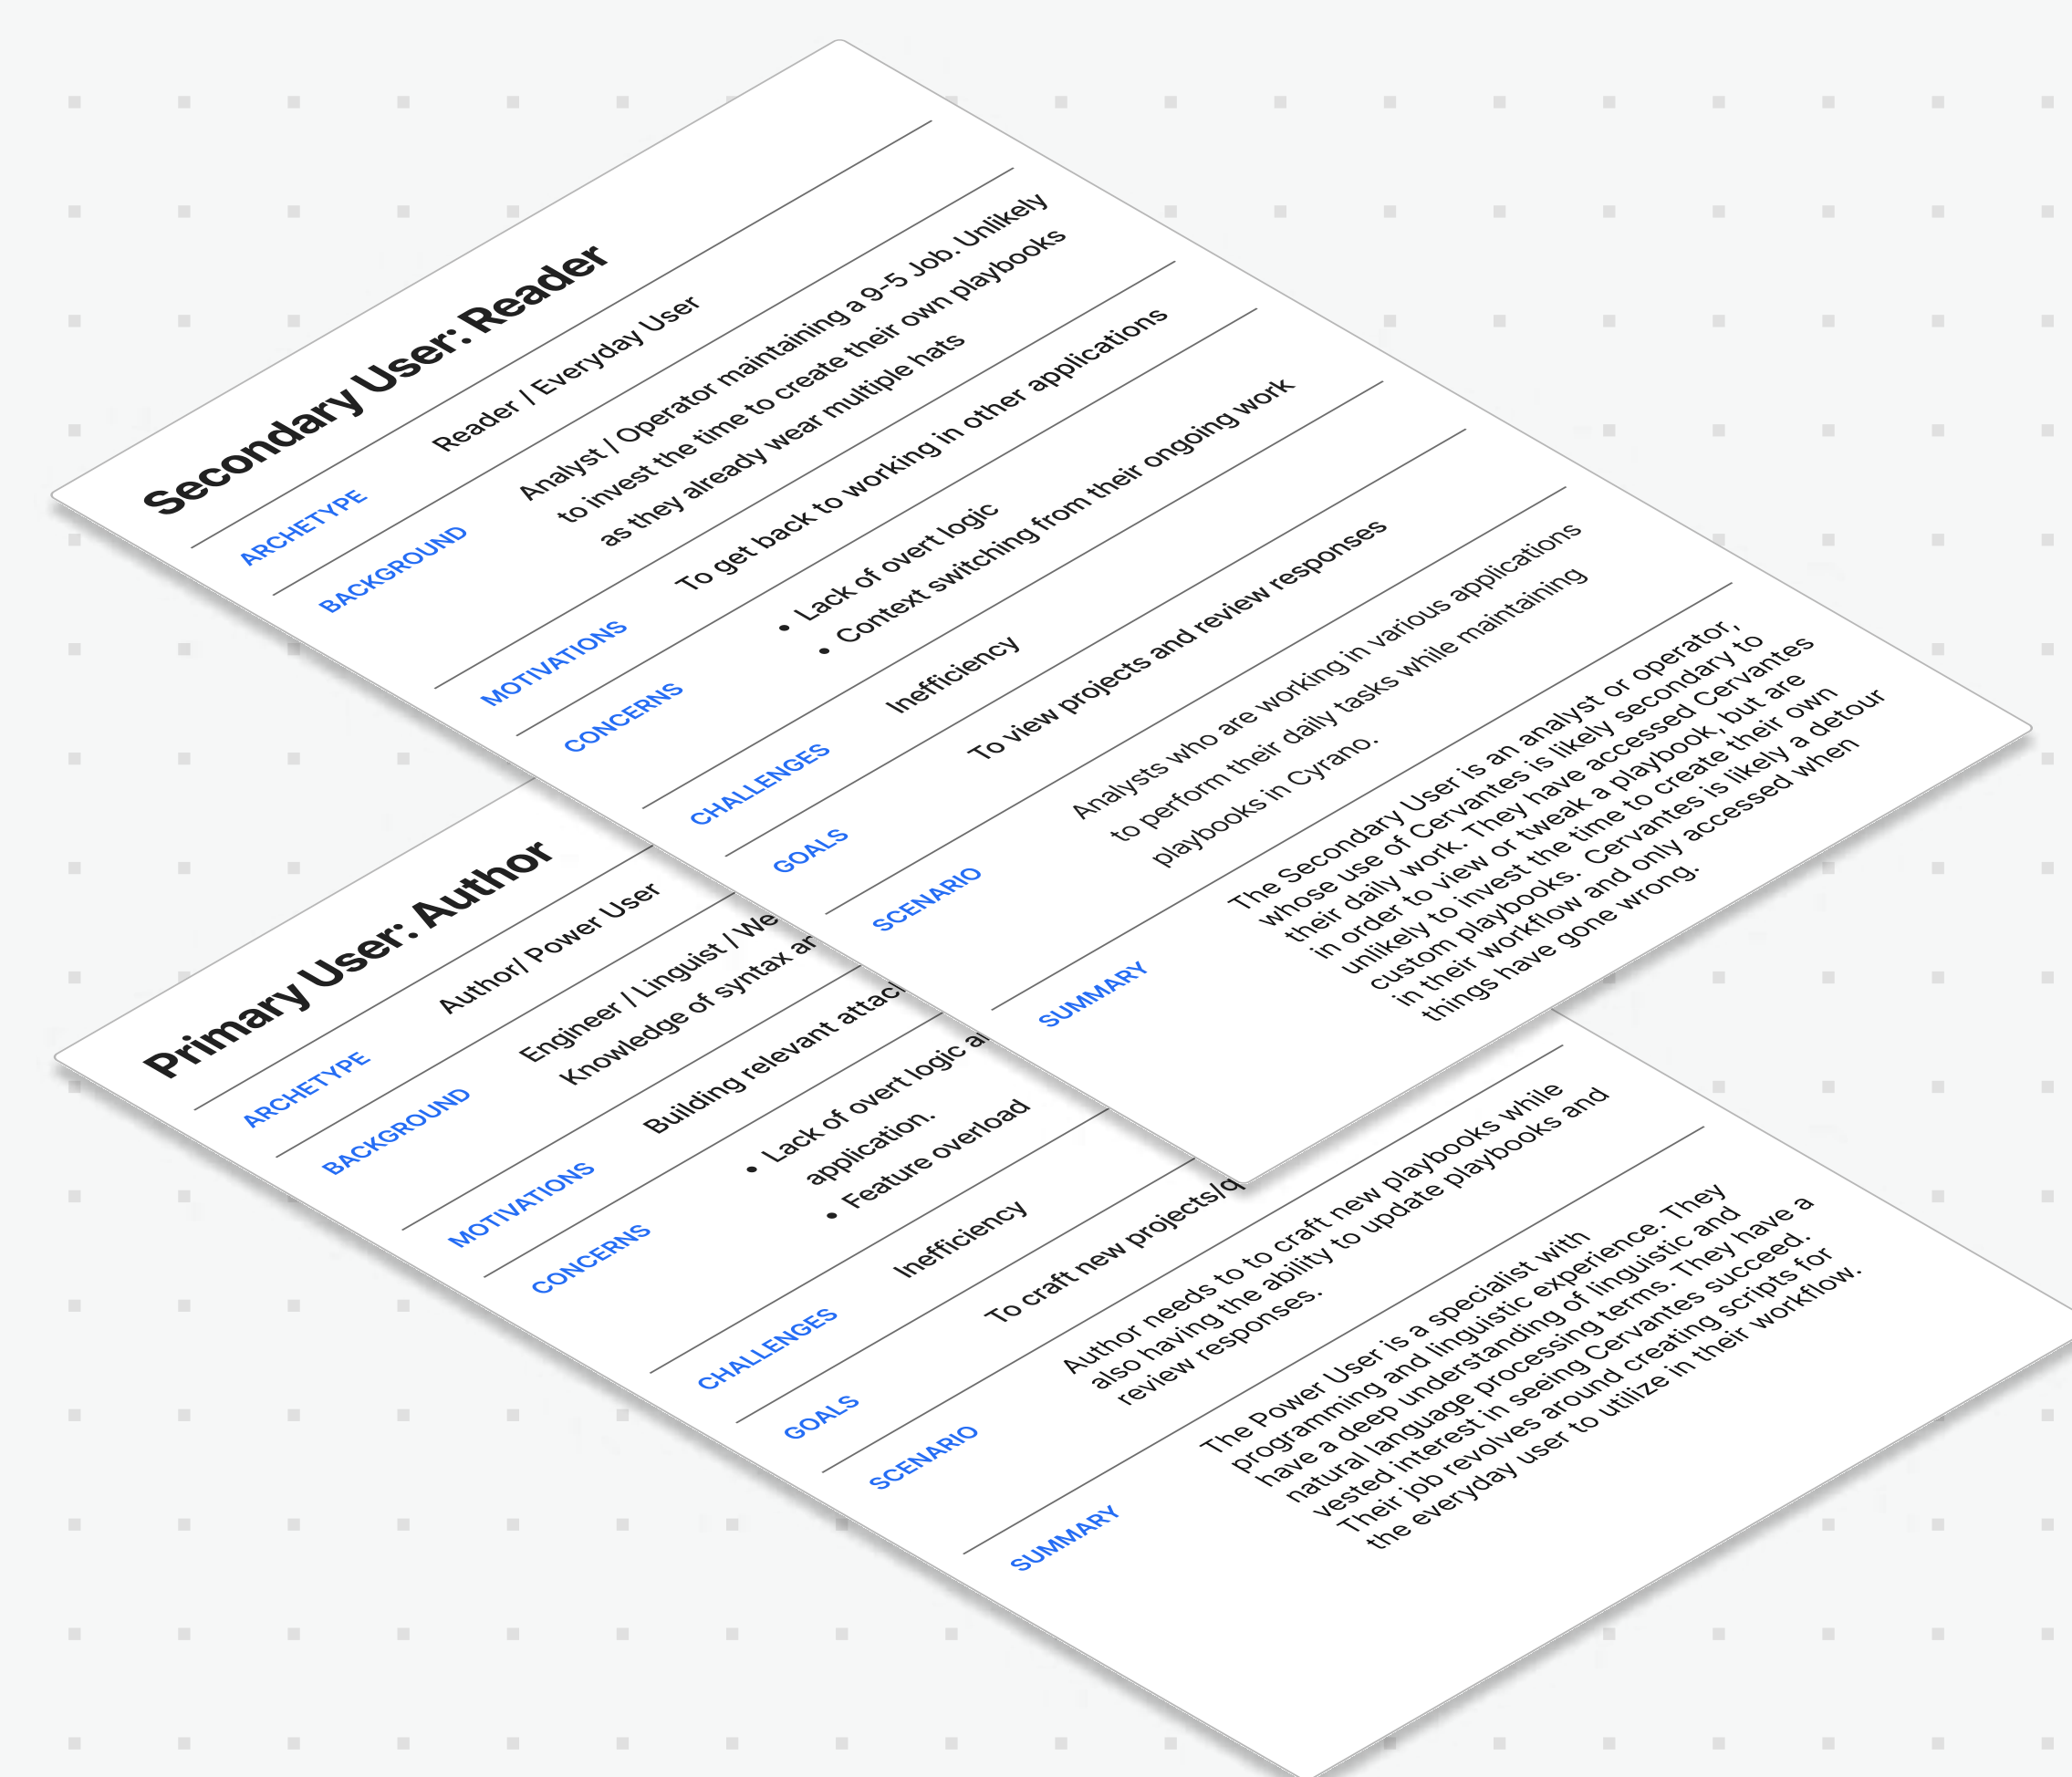 Secondary User: Reader
ARCHETYPE
Reader / Everyday User
BACKGROUND
Analyst / Operator maintaining a 9-5 Job. Unlikely
to invest the time to create their own playbooks
as they already wear multiple hats
MOTIVATIONS
To get back to working in other applications
CONCERNS
• Lack of overt logic
• Context switching from their ongoing work
CHALLENGES
Inefficiency
GOALS
To view projects and review responses
SCENARIO
Analysts who are working in various applications
to perform their daily tasks while maintaining
playbooks in Cyrano.
SUMMARY
The Secondary User is an analyst or operator,
whose use of Cervantes is likely secondary to
their daily work. They have accessed Cervantes
in order to view or tweak a playbook, but are
unlikely to invest the time to create their own
custom playbooks. Cervantes is likely a detour
in their workflow and only accessed when
things have gone wrong.
Primary User: Author
ARCHETYPE
Author/ Power User
BACKGROUND
Engineer / Linguist / We
Knowledge of syntax
MOTIVATIONS
Building relevant
CONCERNS
• Lack of overt logic
application.
• Feature overload
CHALLENGES
Inefficiency
GOALS
To craft new projects/
SCENARIO
Author needs to to craft new playbooks while
also having the ability to update playbooks and
review responses.
SUMMARY
The Power User is a specialist with
programming and linguistic experience. They
have a deep understanding of linguistic and
natural language processing terms. They have a
vested interest in seeing Cervantes succeed.
Their job revolves around creating scripts for
the everyday user to utilize in their workflow.